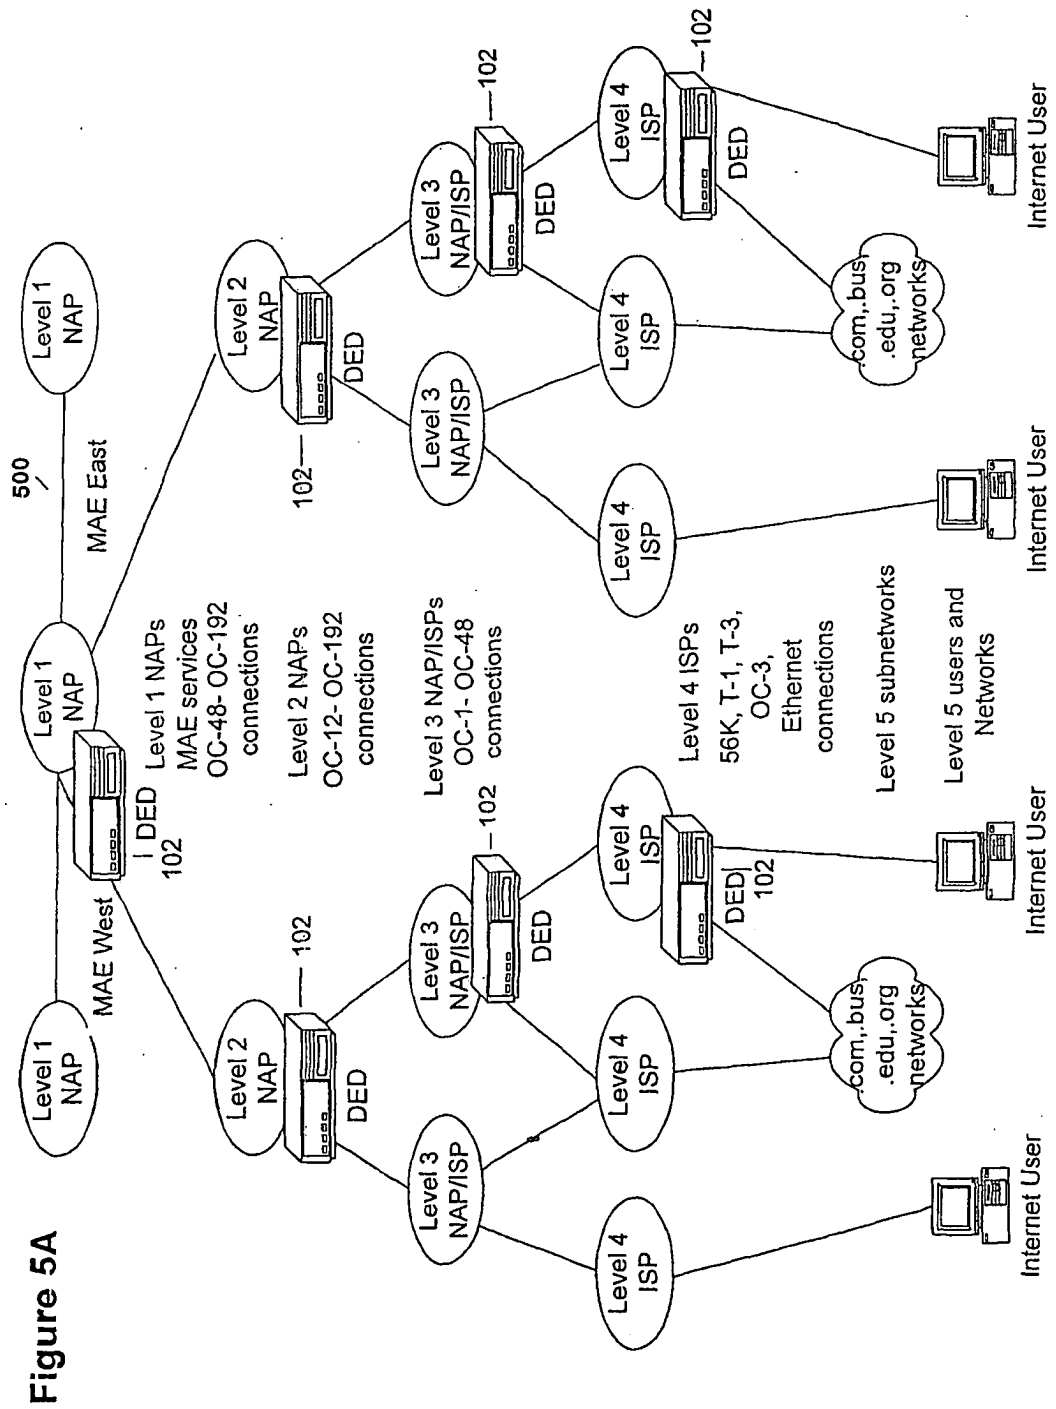 Figure 5A
500
Level 1
NAP
Level 1
NAP
Level 1
NAP
MAE West
MAE East
DED
102
Level 1 NAPs
MAE services
OC-48- OC-192
connections
Level 2
NAP
102
DED
Level 2 NAPs
OC-12- OC-192
connections
Level 2
NAP
102
DED
Level 3
NAP/ISP
Level 3
NAP/ISP
102
DED
Level 3 NAP/ISPs
OC-1- OC-48
connections
Level 3
NAP/ISP
Level 3
NAP/ISP
102
DED
Level 4
ISP
Level 4
ISP
Level 4
ISP
DED
102
Level 4 ISPs
56K, T-1, T-3,
OC-3,
Ethernet
connections
Level 4
ISP
Level 4
ISP
Level 4
ISP
102
DED
.com,.bus,
.edu,.org
networks
Level 5 subnetworks
.com,.bus,
.edu,.org
networks
Level 5 users and
Networks
Internet User
Internet User
Internet User
Internet User